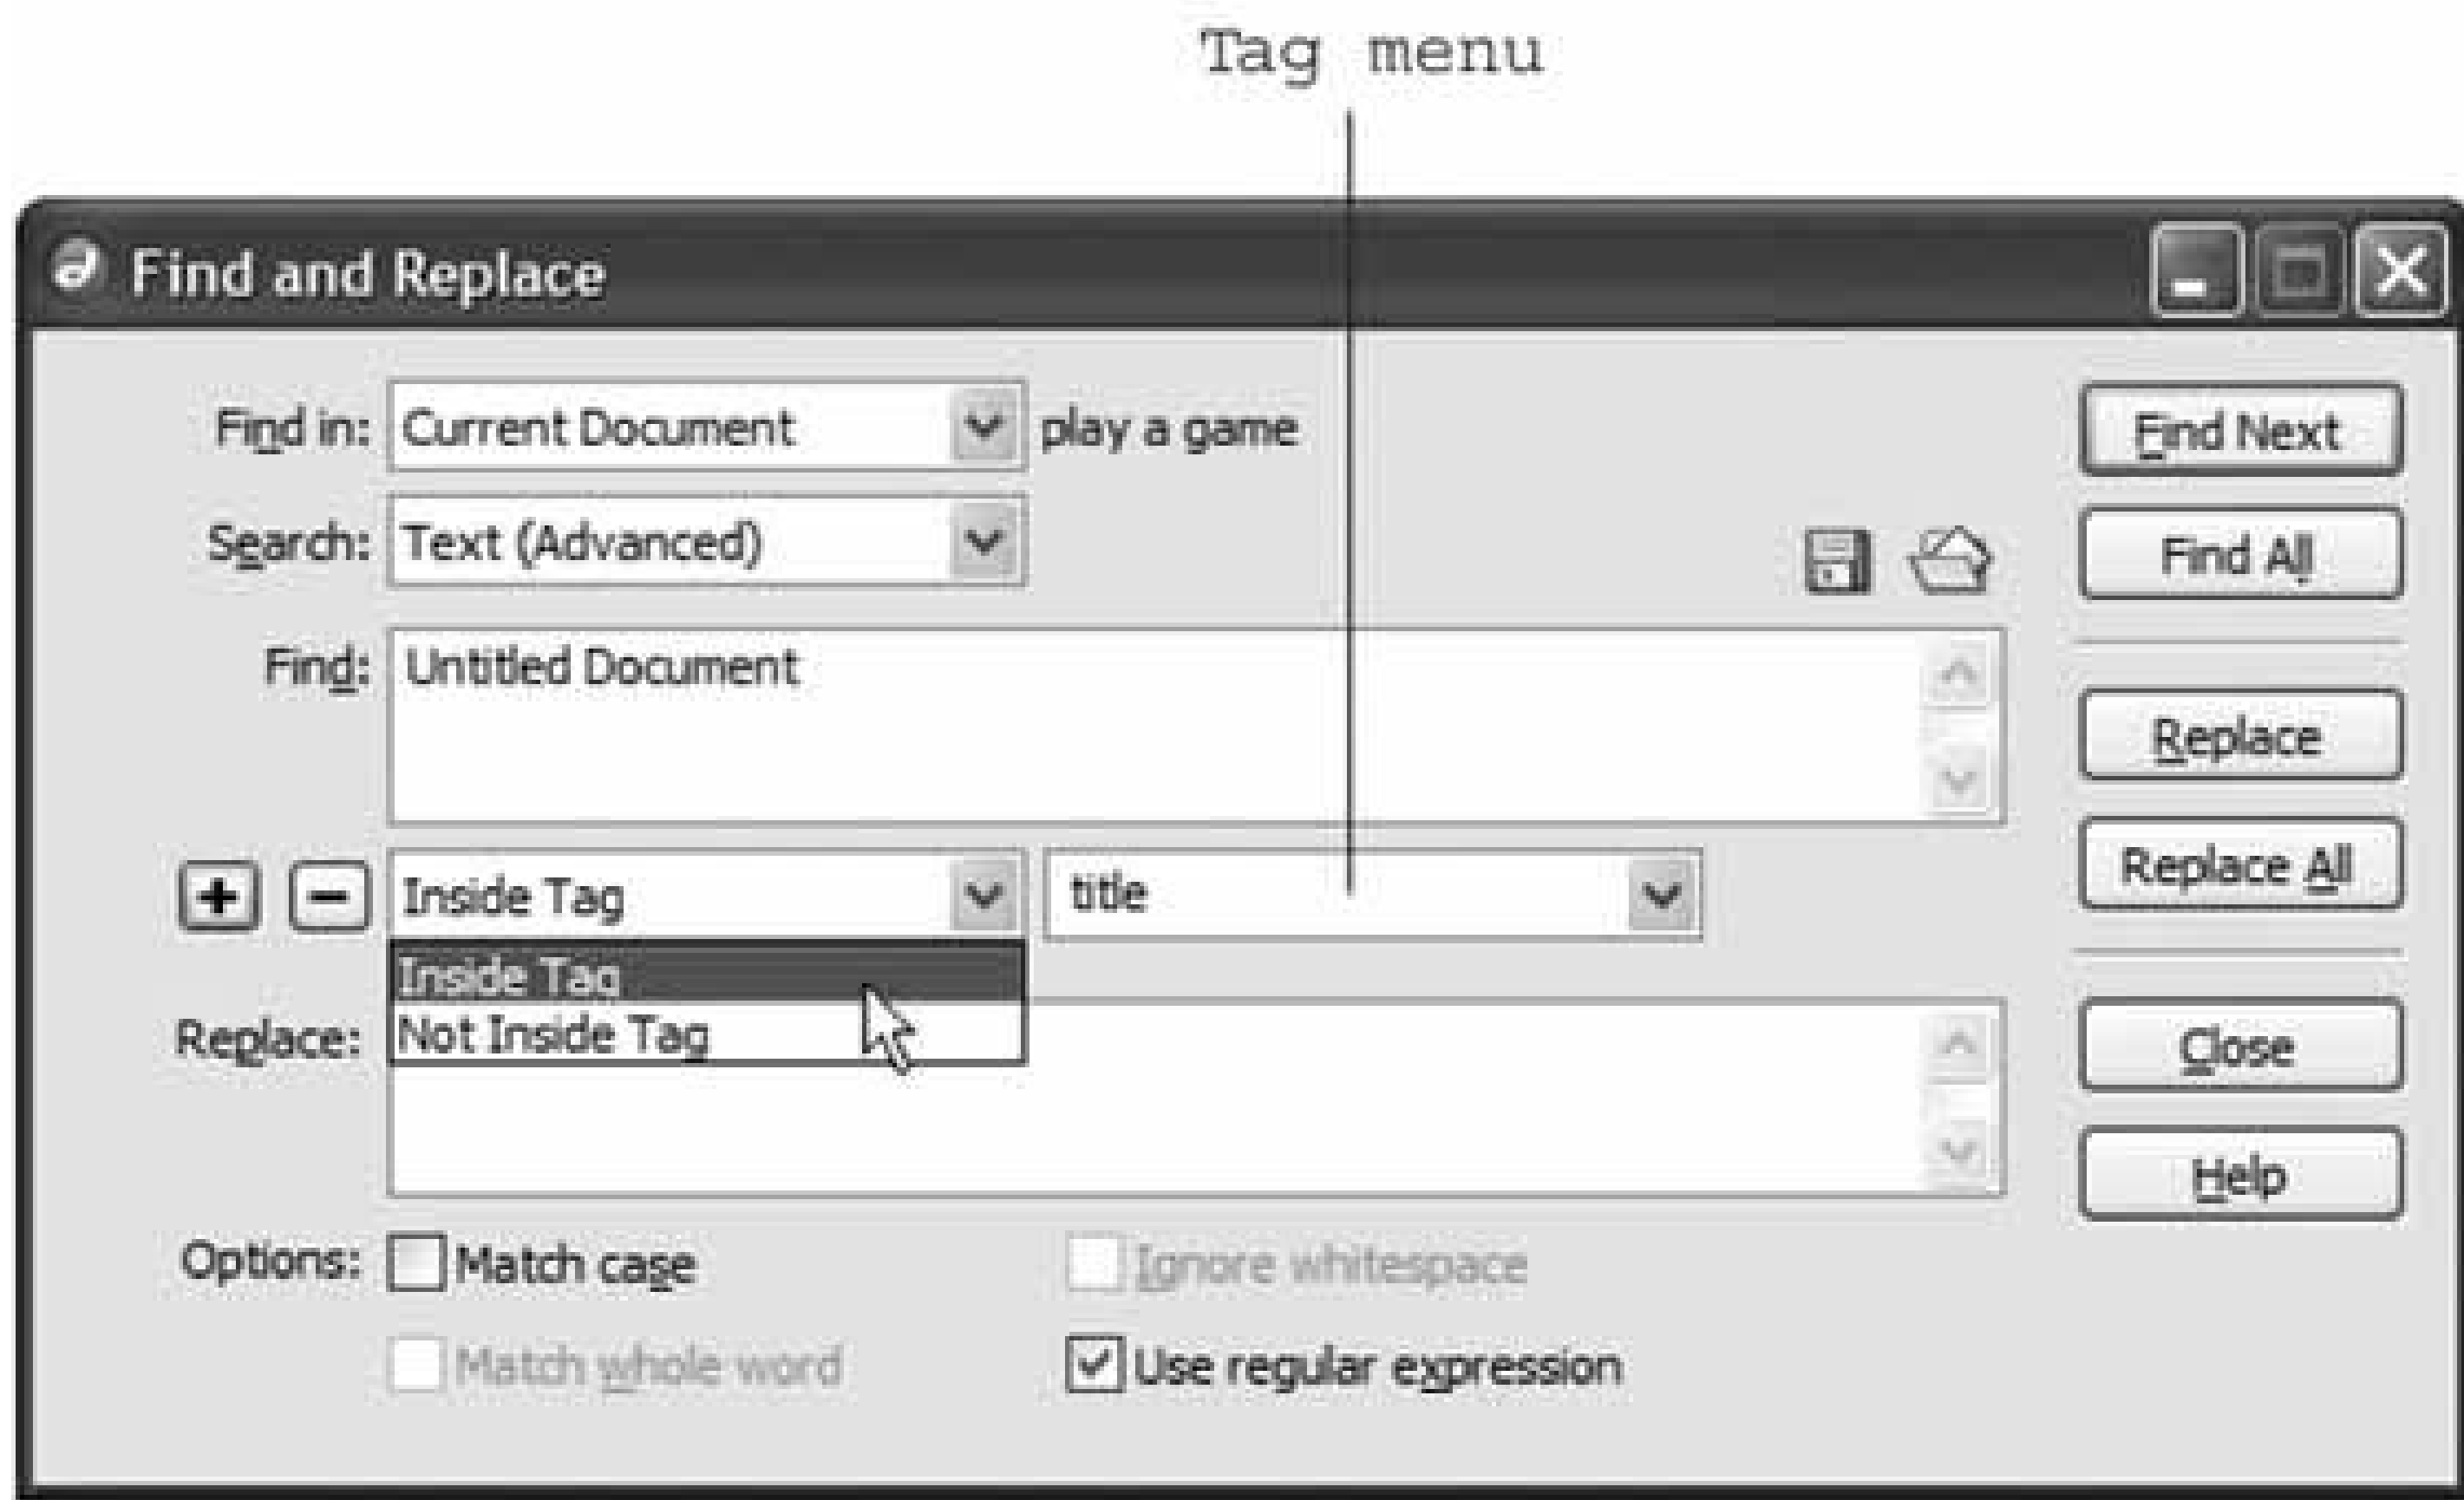 Tag menu
Find and Replace
Find in: Current Document play a game Find Next
Search: Text (Advanced) Find All
Find: Untitled Document
Replace
Replace All
+ - Inside Tag title
Inside Tag
Replace: Not Inside Tag Close
Help
Options: Match case Ignore whitespace
Match whole word Use regular expression